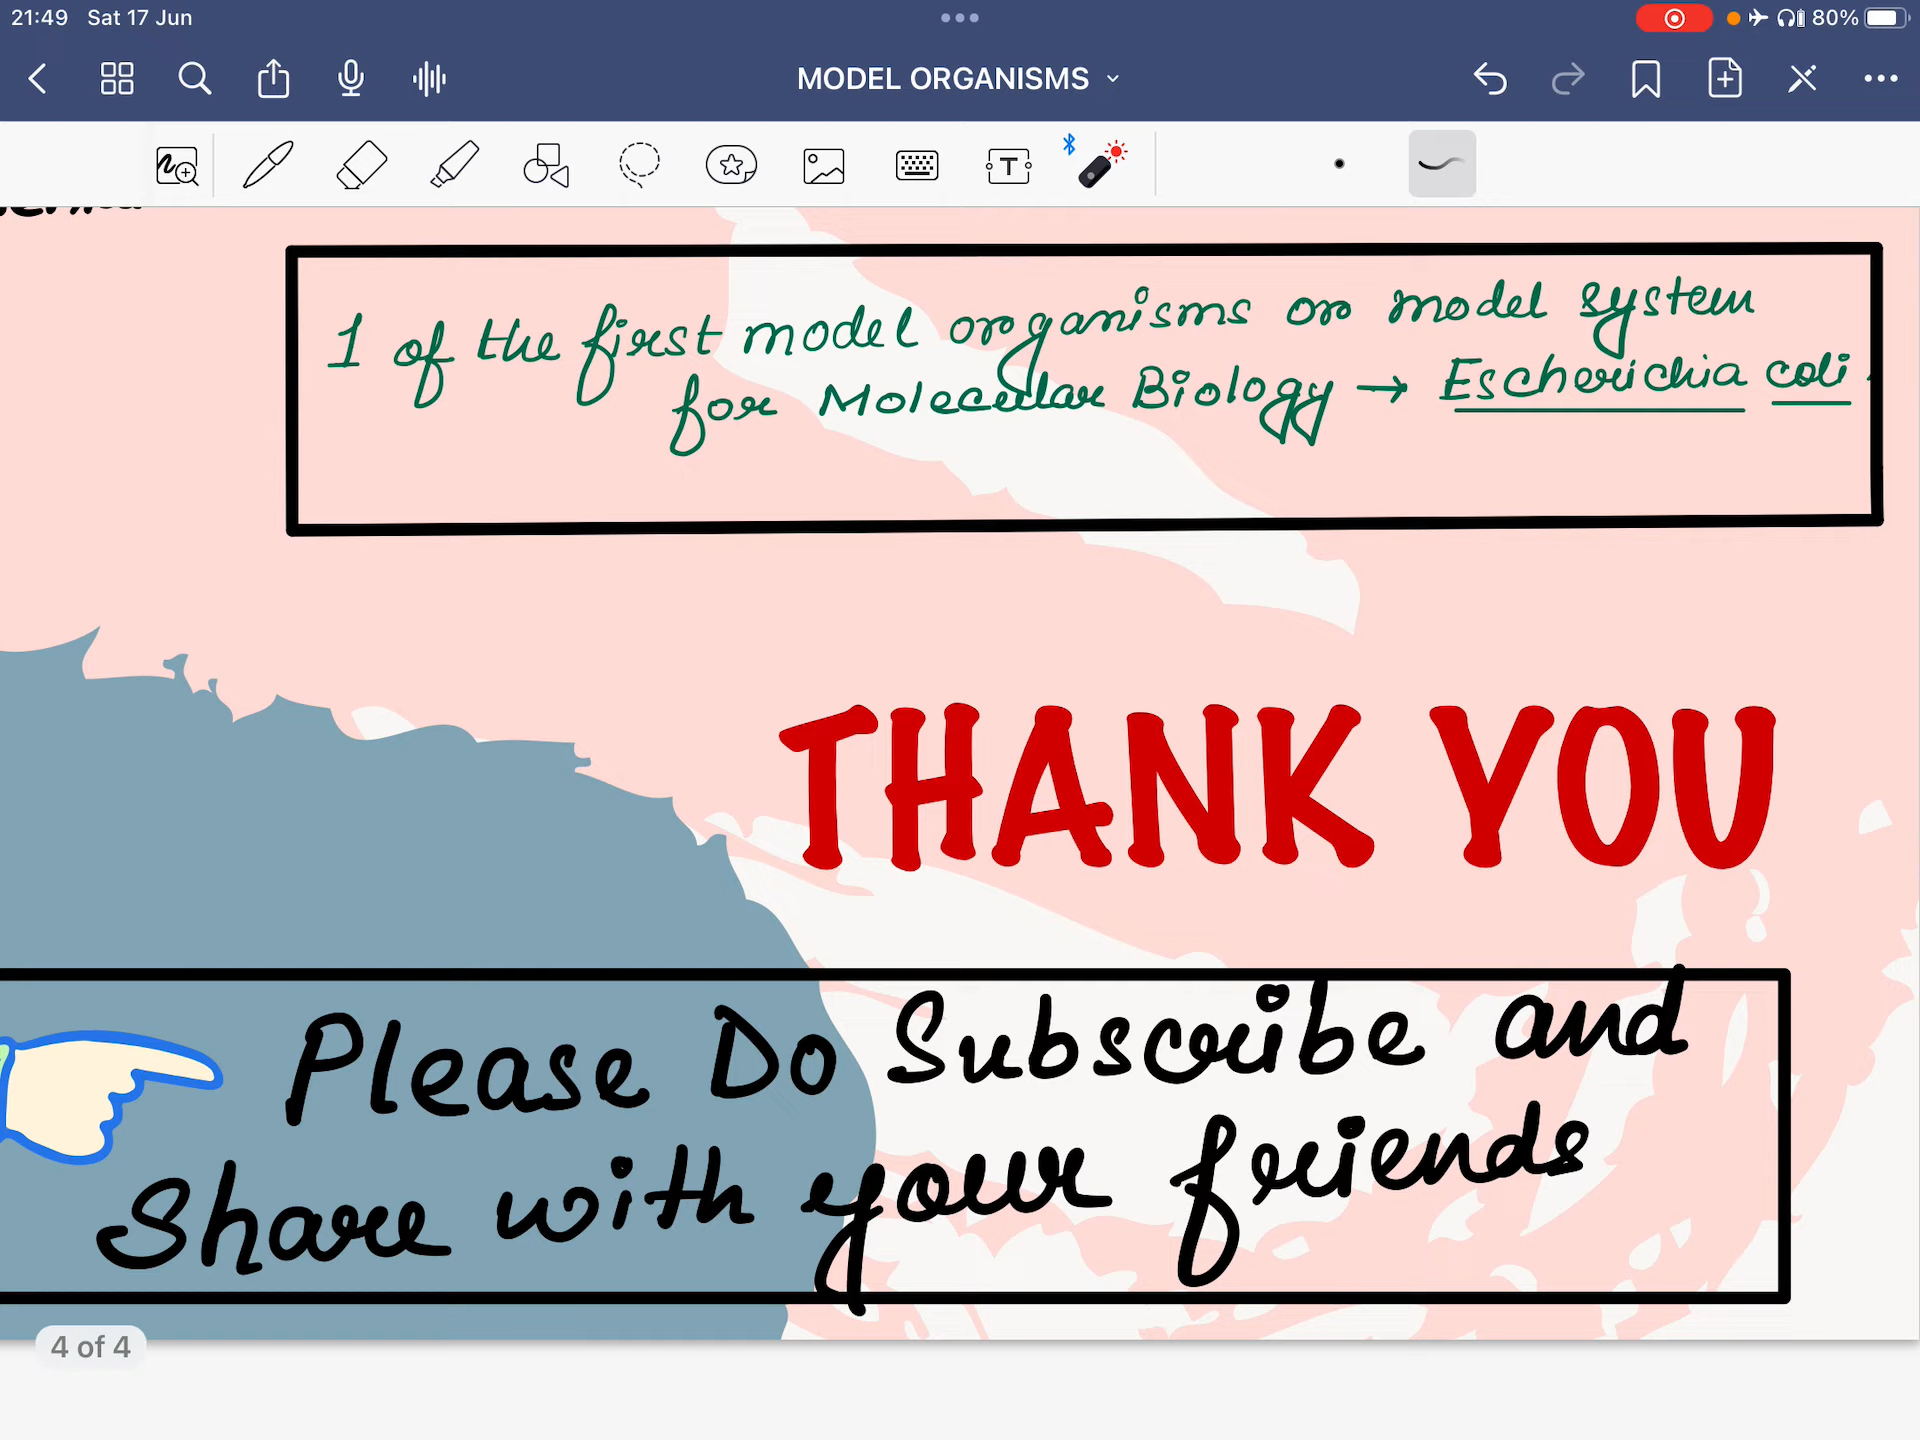 21:49 Sat 17 Jun
80%
MODEL ORGANISMS
T
1 of the first model organisms or model system
for Molecular Biology → Escherichia coli.
THANK YOU
Please Do Subscribe and
Share with your friends
4 of 4